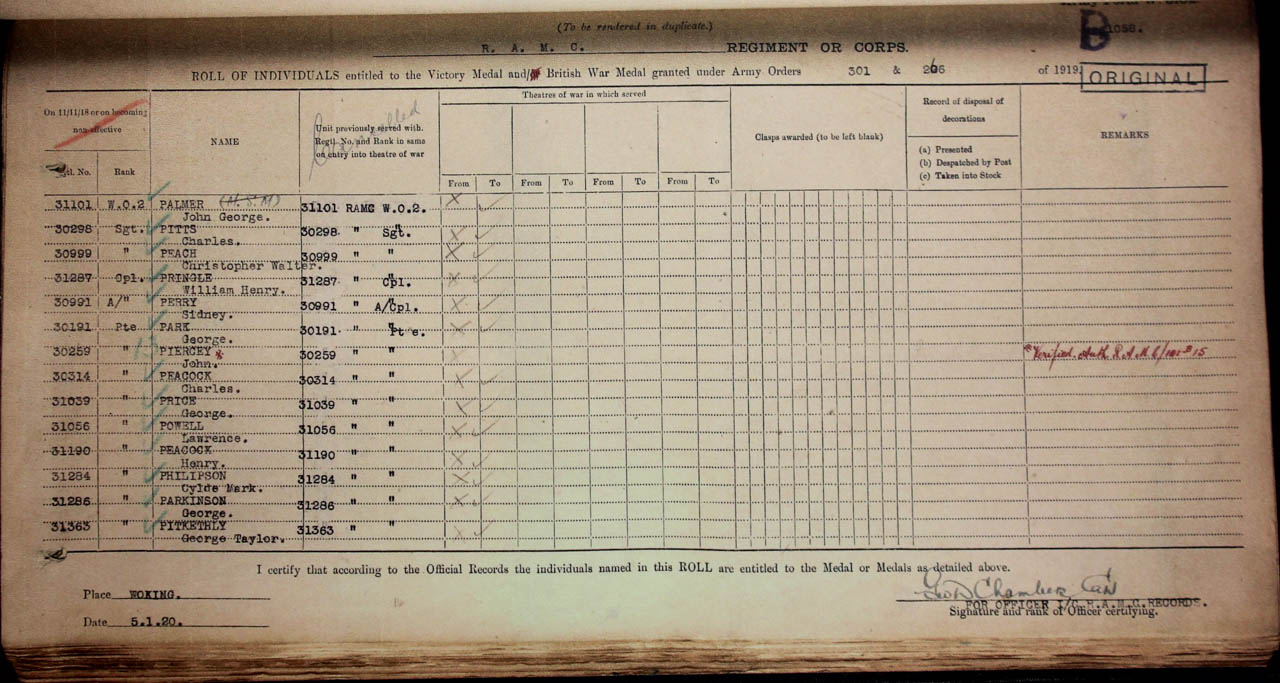 (To be rendered in duplicate.)
B
1056.
R. A. M. C. REGIMENT OR CORPS.
ROLL OF INDIVIDUALS entitled to the Victory Medal and/ British War Medal granted under Army Orders 301 & 266 of 1919.
ORIGINAL
On 11/11/18 or on becoming non-effective
NAME
Unit previously served with. Regtl. No. and Rank in same on entry into theatre of war
Theatres of war in which served
Clasps awarded (to be left blank)
Record of disposal of decorations
(a) Presented
(b) Despatched by Post
(c) Taken into Stock
REMARKS
Regtl. No. Rank
From To From To From To From To
31101 W.O.2 PALMER (A.S.M) 31101 RAMC W.O.2.
John George.
30298 Sgt. PITTS 30298 " Sgt.
Charles.
30999 " PEACH 30999 " "
Christopher Walter.
31287 Cpl. PRINGLE 31287 " Cpl.
William Henry.
30991 A/" PERRY 30991 " A/Cpl.
Sidney.
30191 Pte PARK 30191 " Pte.
George.
30259 " PIERCEY * 30259 " " *Verified. Auth R.A.M.C/
John.
30314 " PEACOCK 30314 " "
Charles.
31039 " PRICE 31039 " "
George.
31056 " POWELL 31056 " "
Lawrence.
31190 " PEACOCK 31190 " "
Henry.
31284 " PHILIPSON 31284 " "
Cylde Mark.
31286 " PARKINSON 31286 " "
George.
31363 " PITKETHLY 31363 " "
George Taylor.
I certify that according to the Official Records the individuals named in this ROLL are entitled to the Medal or Medals as detailed above.
Place WOKING.
FOR OFFICER I/C R.A.M.C.RECORDS.
Signature and rank of Officer certifying.
Date 5.1.20.